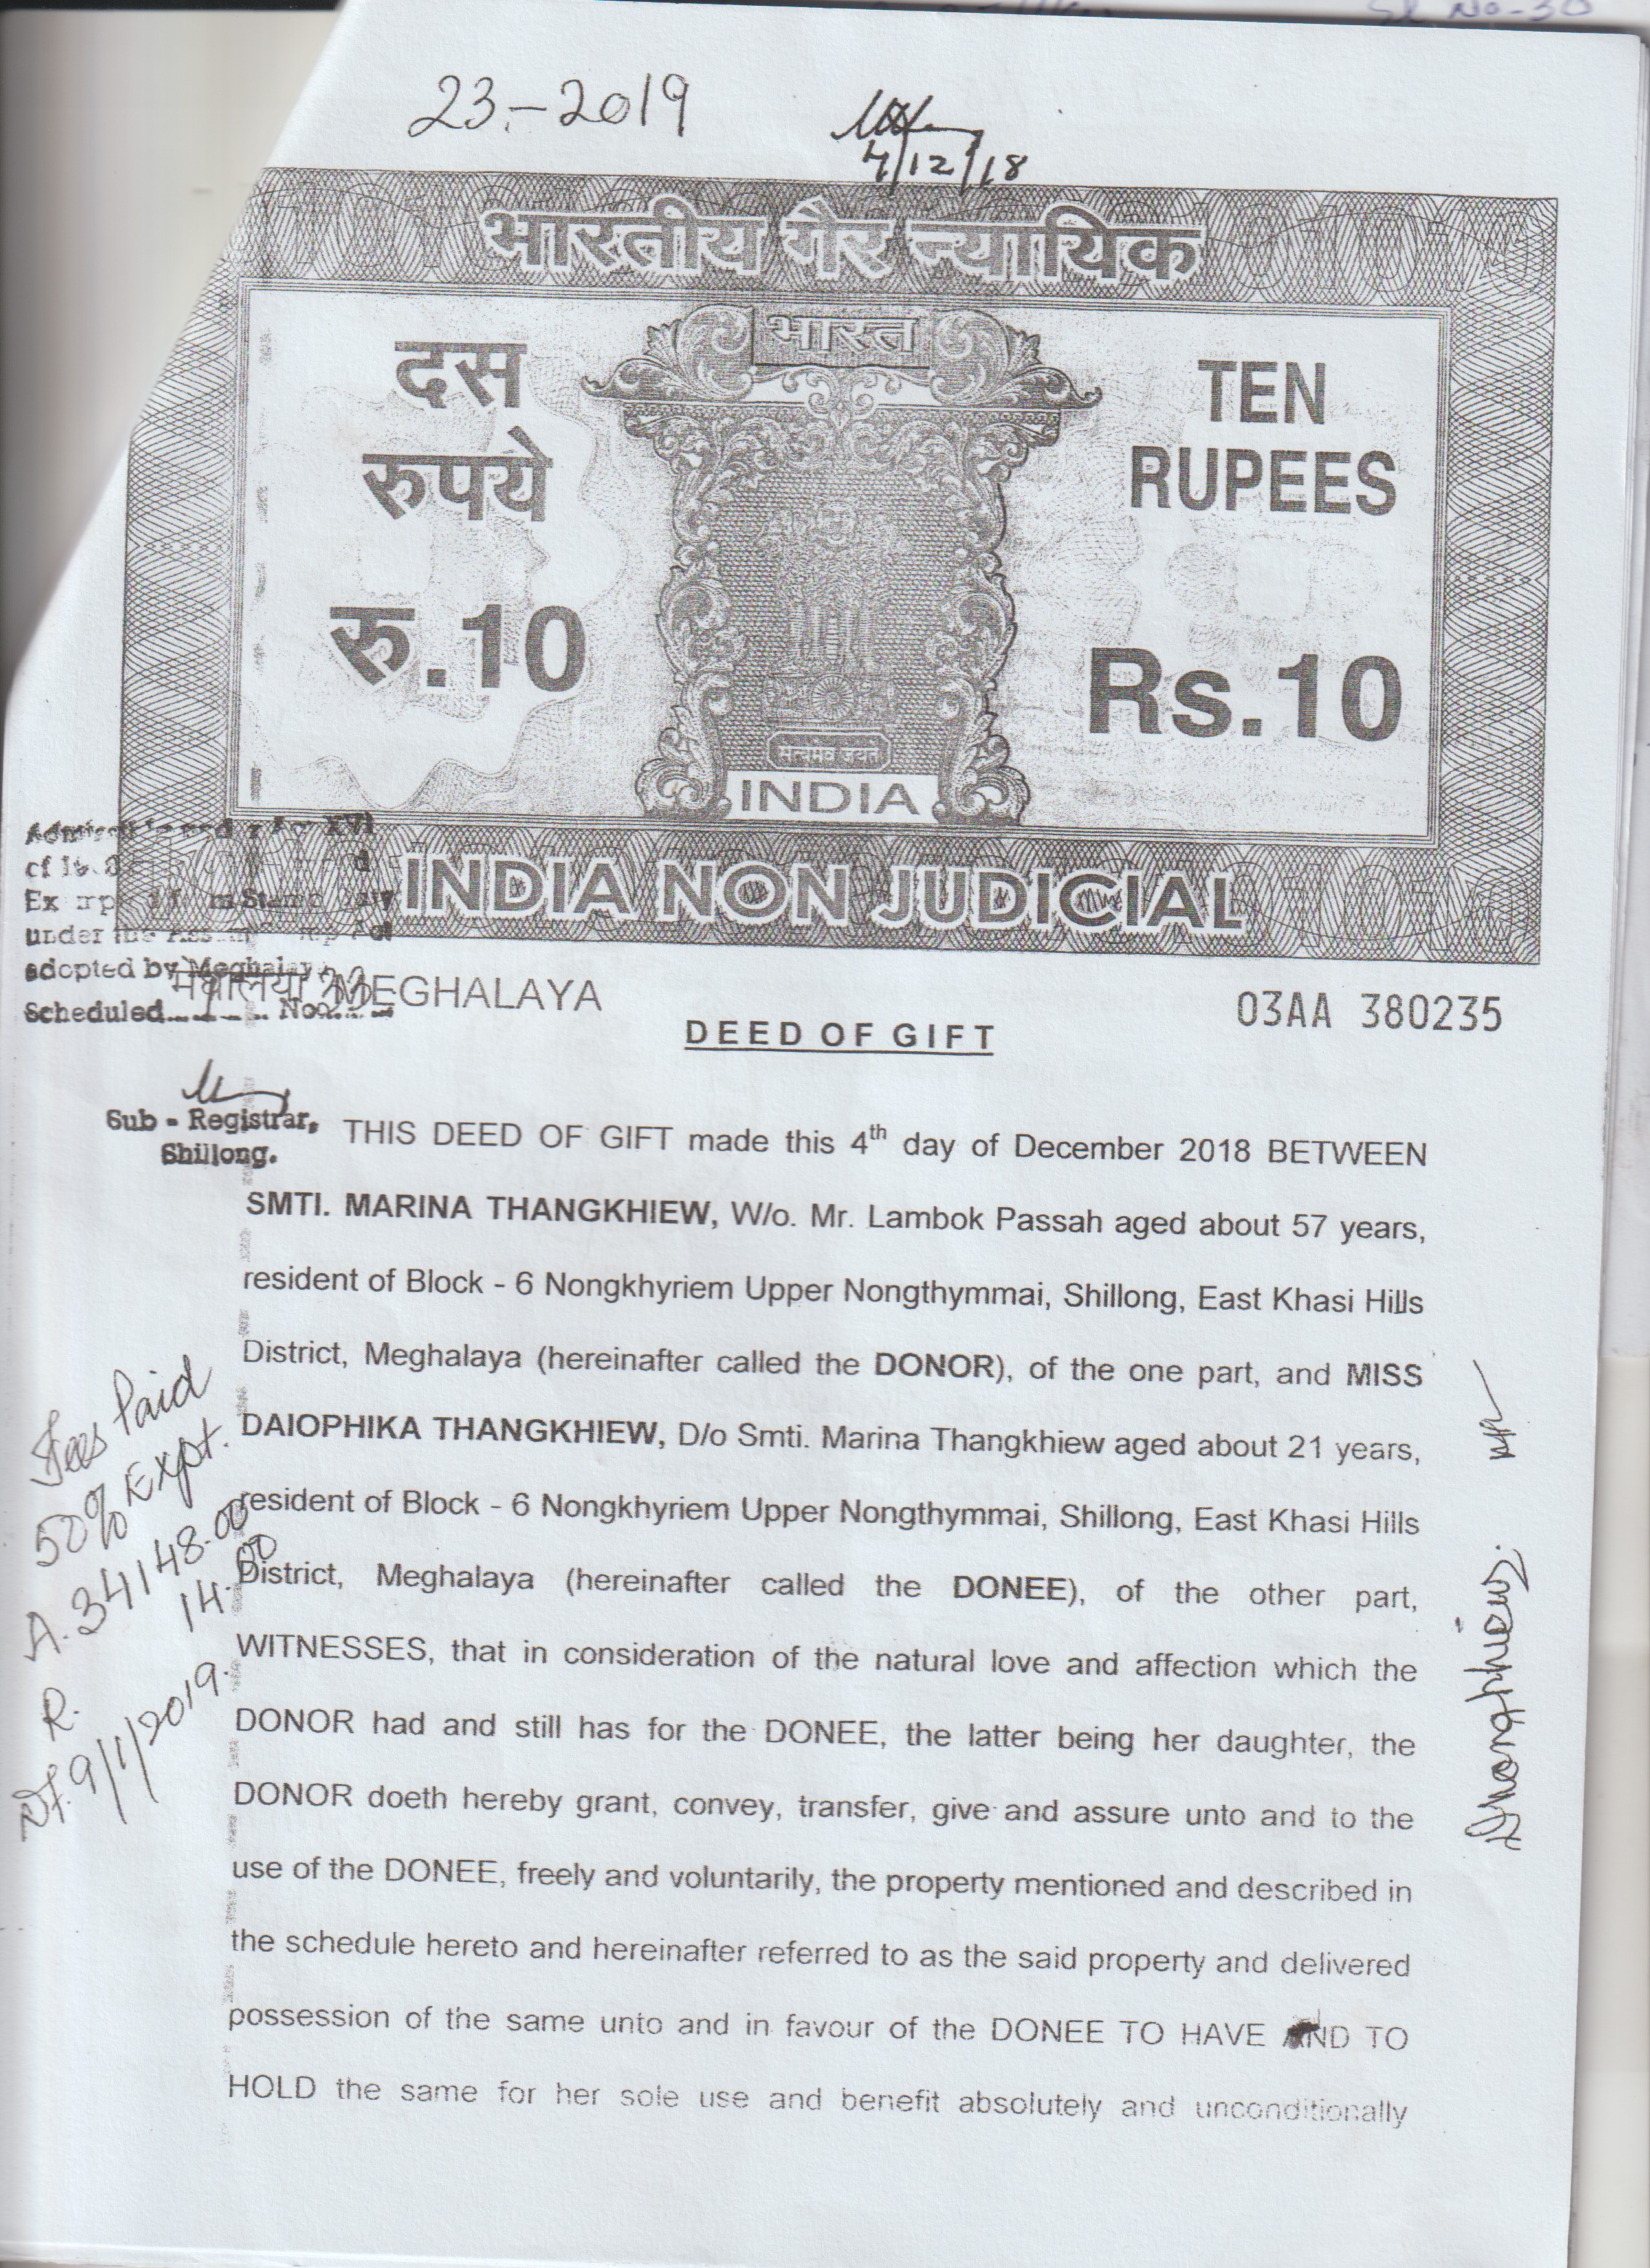 Sl. No-30
23.-2019
4/12/18
भारतीय गैर न्यायिक
भारत
दस
रुपये
रु.10
TEN
RUPEES
Rs.10
सत्यमेव जयते
INDIA
INDIA NON JUDICIAL
under the
adopted by Meghalaya
Scheduled
मेघालया MEGHALAYA
03AA 380235
DEED OF GIFT
Sub - Registrar,
Shillong.
THIS DEED OF GIFT made this 4th day of December 2018 BETWEEN
SMTI. MARINA THANGKHIEW, W/o. Mr. Lambok Passah aged about 57 years,
resident of Block - 6 Nongkhyriem Upper Nongthymmai, Shillong, East Khasi Hills
District, Meghalaya (hereinafter called the DONOR), of the one part, and MISS
DAIOPHIKA THANGKHIEW, D/o Smti. Marina Thangkhiew aged about 21 years,
resident of Block - 6 Nongkhyriem Upper Nongthymmai, Shillong, East Khasi Hills
District, Meghalaya (hereinafter called the DONEE), of the other part,
WITNESSES, that in consideration of the natural love and affection which the
DONOR had and still has for the DONEE, the latter being her daughter, the
DONOR doeth hereby grant, convey, transfer, give and assure unto and to the
use of the DONEE, freely and voluntarily, the property mentioned and described in
the schedule hereto and hereinafter referred to as the said property and delivered
possession of the same unto and in favour of the DONEE TO HAVE AND TO
HOLD the same for her sole use and benefit absolutely and unconditionally
Fees Paid
50% Expt.
A. 34148.00
14.00
R.
9/1/2019.